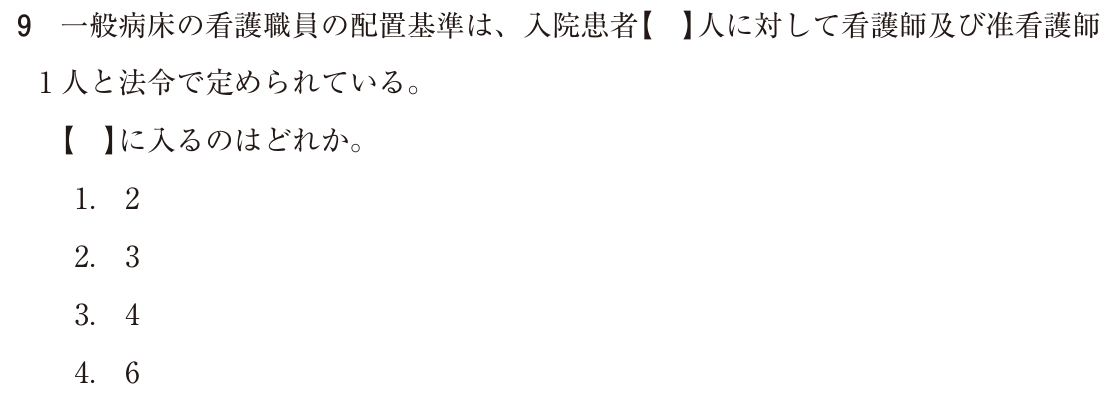 9 一般病床の看護職員の配置基準は、入院患者【 】人に対して看護師及び准看護師
1人と法令で定められている。
【 】に入るのはどれか。
1. 2
2. 3
3. 4
4. 6